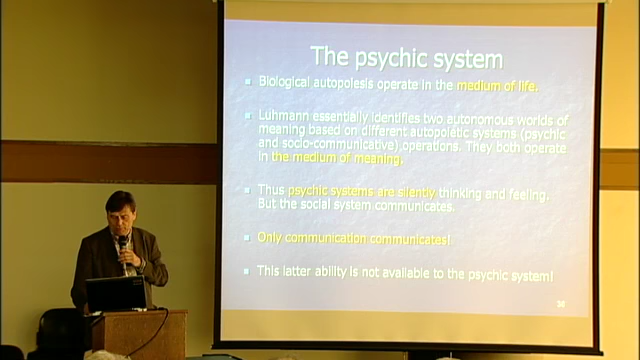 The psychic system
Biological autopoiesis operate in the medium of life.
Luhmann essentially identifies two autonomous worlds of
meaning based on different autopoietic systems (psychic
and socio-communicative) operations. They both operate
in the medium of meaning.
Thus psychic systems are silently thinking and feeling.
But the social system communicates.
Only communication communicates!
This latter ability is not available to the psychic system!